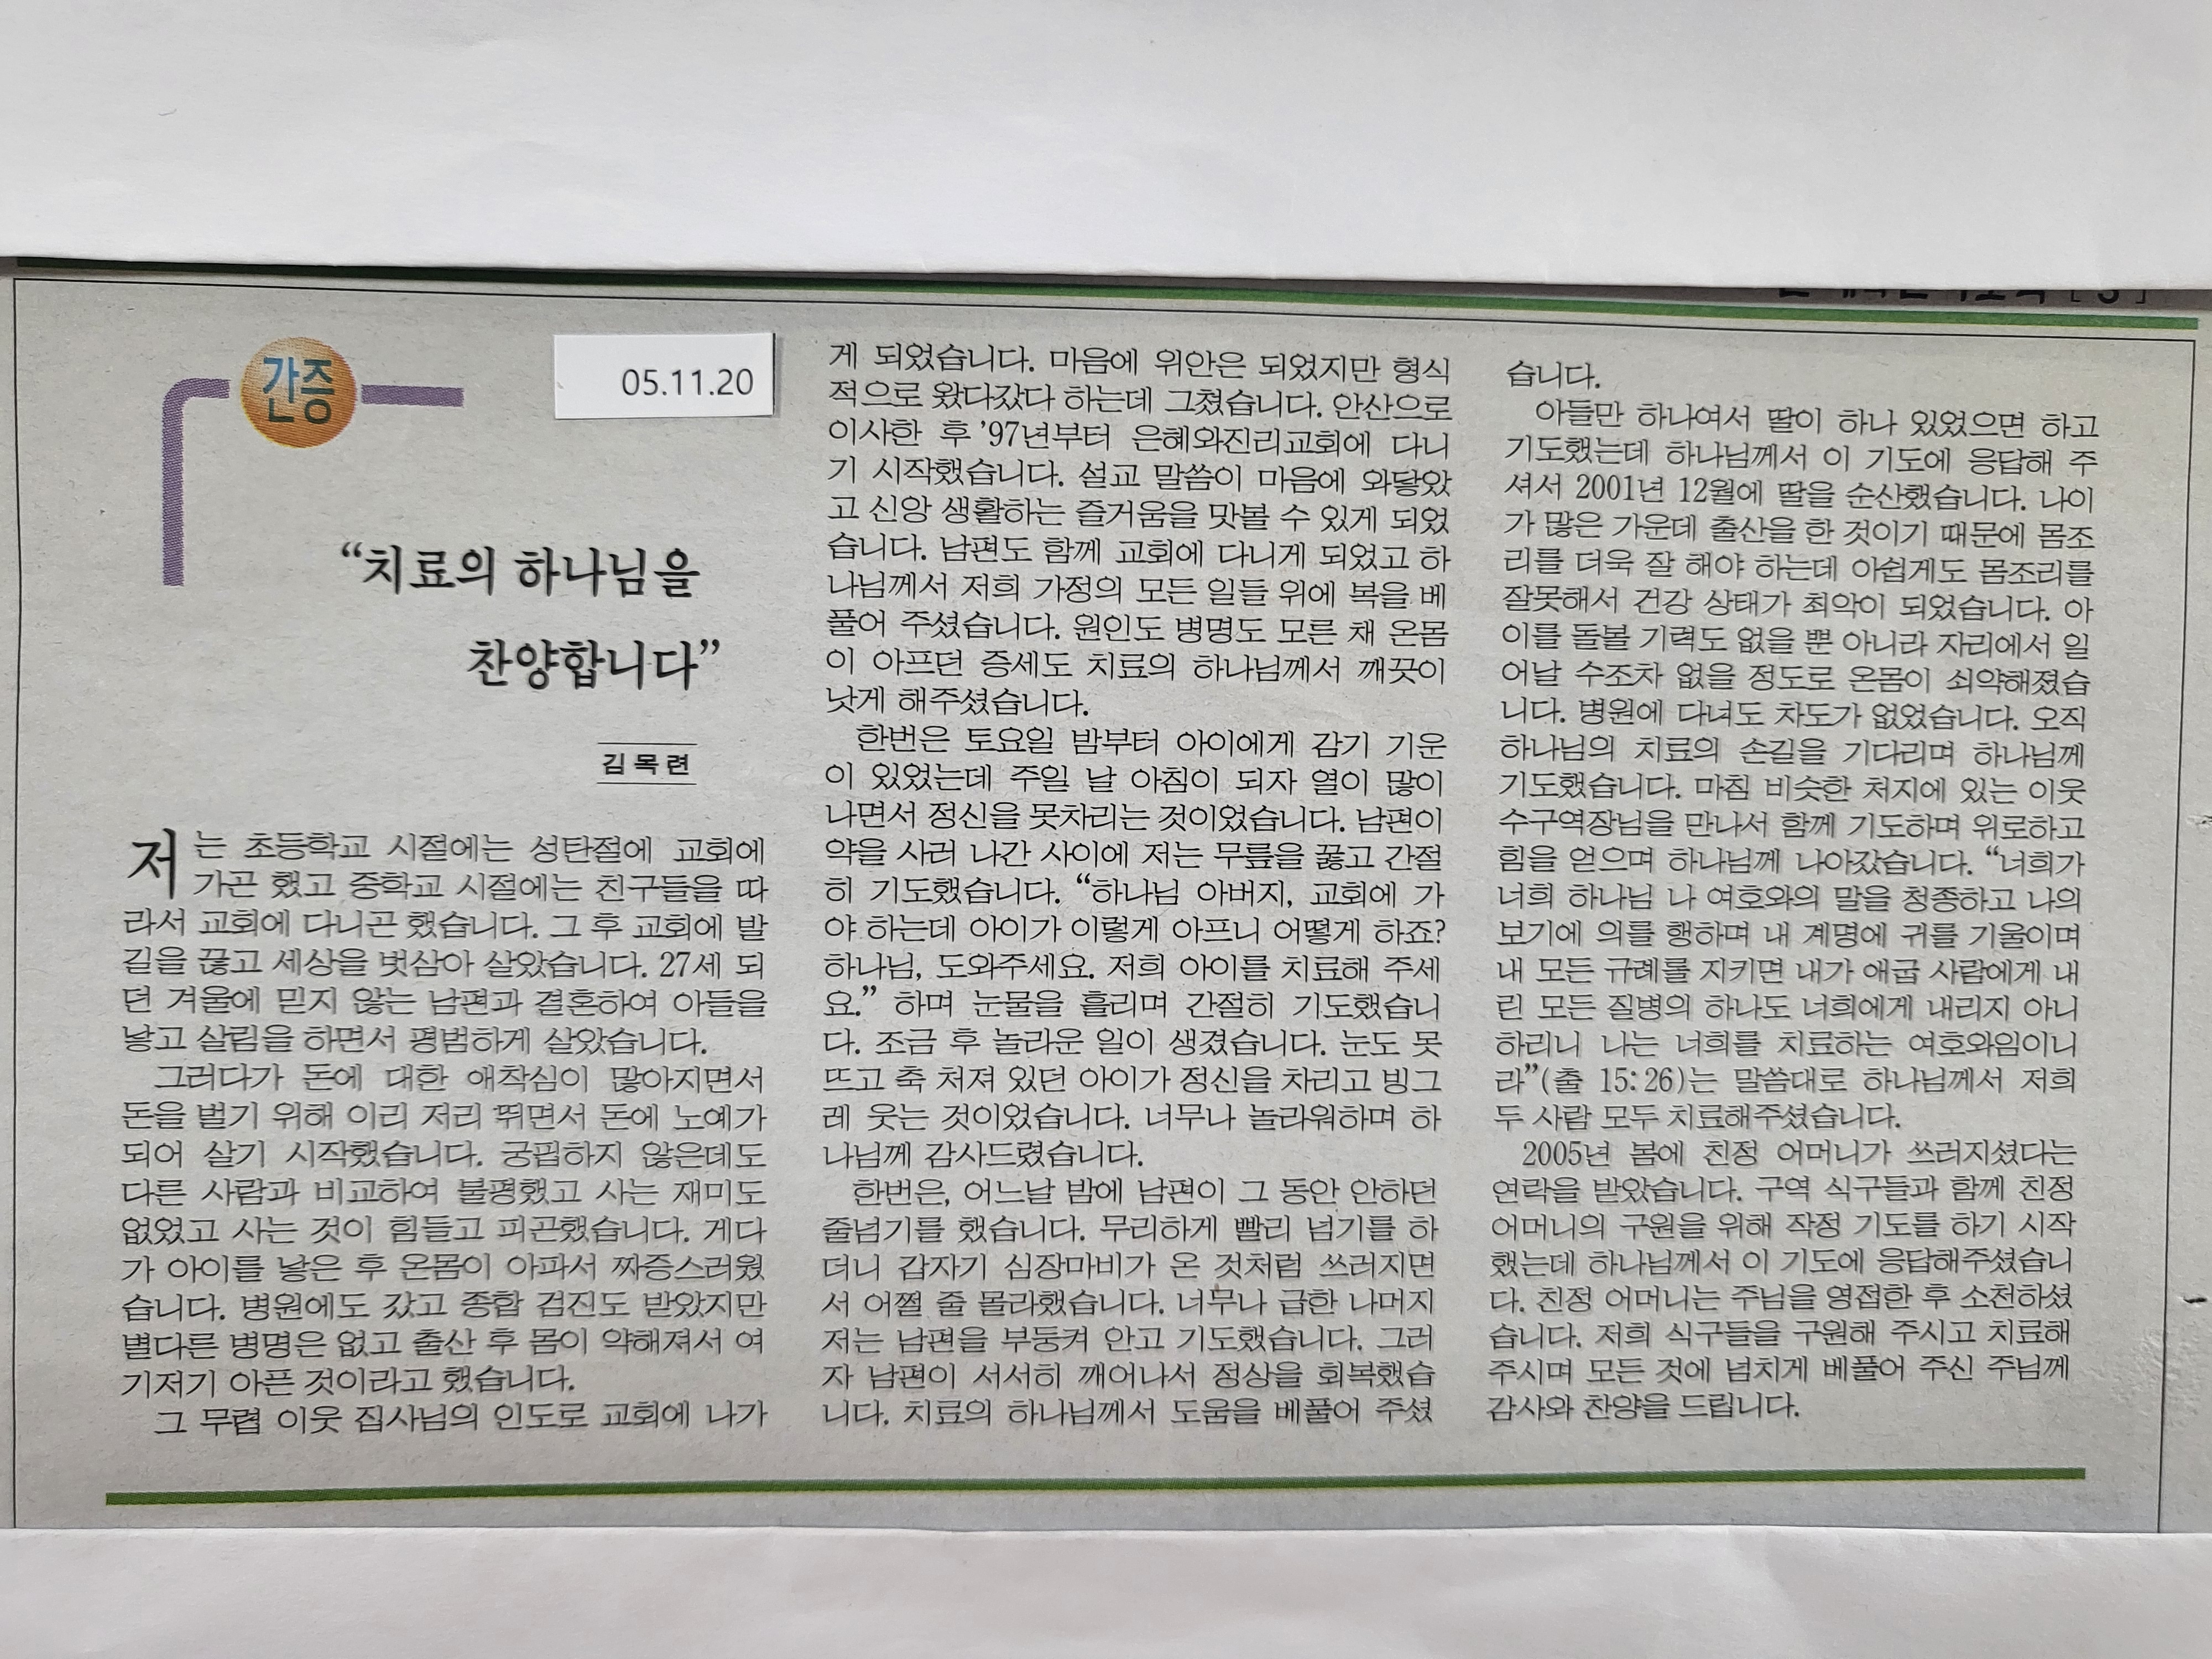 간증
05.11.20
“치료의 하나님을
찬양합니다”
김목련
저는 초등학교 시절에는 성탄절에 교회에
가곤 했고 중학교 시절에는 친구들을 따
라서 교회에 다니곤 했습니다. 그 후 교회에 발
길을 끊고 세상을 벗삼아 살았습니다. 27세 되
던 겨울에 믿지 않는 남편과 결혼하여 아들을
낳고 살림을 하면서 평범하게 살았습니다.
그러다가 돈에 대한 애착심이 많아지면서
돈을 벌기 위해 이리 저리 뛰면서 돈에 노예가
되어 살기 시작했습니다. 궁핍하지 않은데도
다른 사람과 비교하여 불평했고 사는 재미도
없었고 사는 것이 힘들고 피곤했습니다. 게다
가 아이를 낳은 후 온몸이 아파서 짜증스러웠
습니다. 병원에도 갔고 종합 검진도 받았지만
별다른 병명은 없고 출산 후 몸이 약해져서 여
기저기 아픈 것이라고 했습니다.
그 무렵 이웃 집사님의 인도로 교회에 나가
게 되었습니다. 마음에 위안은 되었지만 형식
적으로 왔다갔다 하는데 그쳤습니다. 안산으로
이사한 후 ’97년부터 은혜와진리교회에 다니
기 시작했습니다. 설교 말씀이 마음에 와닿았
고 신앙 생활하는 즐거움을 맛볼 수 있게 되었
습니다. 남편도 함께 교회에 다니게 되었고 하
나님께서 저희 가정의 모든 일들 위에 복을 베
풀어 주셨습니다. 원인도 병명도 모른 채 온몸
이 아프던 증세도 치료의 하나님께서 깨끗이
낫게 해주셨습니다.
한번은 토요일 밤부터 아이에게 감기 기운
이 있었는데 주일 날 아침이 되자 열이 많이
나면서 정신을 못차리는 것이었습니다. 남편이
약을 사러 나간 사이에 저는 무릎을 꿇고 간절
히 기도했습니다. “하나님 아버지, 교회에 가
야 하는데 아이가 이렇게 아프니 어떻게 하죠?
하나님, 도와주세요. 저희 아이를 치료해 주세
요.” 하며 눈물을 흘리며 간절히 기도했습니
다. 조금 후 놀라운 일이 생겼습니다. 눈도 못
뜨고 축 처져 있던 아이가 정신을 차리고 빙그
레 웃는 것이었습니다. 너무나 놀라워하며 하
나님께 감사드렸습니다.
한번은, 어느날 밤에 남편이 그 동안 안하던
줄넘기를 했습니다. 무리하게 빨리 넘기를 하
더니 갑자기 심장마비가 온 것처럼 쓰러지면
서 어쩔 줄 몰라했습니다. 너무나 급한 나머지
저는 남편을 부둥켜 안고 기도했습니다. 그러
자 남편이 서서히 깨어나서 정상을 회복했습
니다. 치료의 하나님께서 도움을 베풀어 주셨
습니다.
아들만 하나여서 딸이 하나 있었으면 하고
기도했는데 하나님께서 이 기도에 응답해 주
셔서 2001년 12월에 딸을 순산했습니다. 나이
가 많은 가운데 출산을 한 것이기 때문에 몸조
리를 더욱 잘 해야 하는데 아쉽게도 몸조리를
잘못해서 건강 상태가 최악이 되었습니다. 아
이를 돌볼 기력도 없을 뿐 아니라 자리에서 일
어날 수조차 없을 정도로 온몸이 쇠약해졌습
니다. 병원에 다녀도 차도가 없었습니다. 오직
하나님의 치료의 손길을 기다리며 하나님께
기도했습니다. 마침 비슷한 처지에 있는 이웃
수구역장님을 만나서 함께 기도하며 위로하고
힘을 얻으며 하나님께 나아갔습니다. “너희가
너희 하나님 나 여호와의 말을 청종하고 나의
보기에 의를 행하며 내 계명에 귀를 기울이며
내 모든 규례를 지키면 내가 애굽 사람에게 내
린 모든 질병의 하나도 너희에게 내리지 아니
하리니 나는 너희를 치료하는 여호와임이니
라”(출 15:26)는 말씀대로 하나님께서 저희
두 사람 모두 치료해주셨습니다.
2005년 봄에 친정 어머니가 쓰러지셨다는
연락을 받았습니다. 구역 식구들과 함께 친정
어머니의 구원을 위해 작정 기도를 하기 시작
했는데 하나님께서 이 기도에 응답해주셨습니
다. 친정 어머니는 주님을 영접한 후 소천하셨
습니다. 저희 식구들을 구원해 주시고 치료해
주시며 모든 것에 넘치게 베풀어 주신 주님께
감사와 찬양을 드립니다.